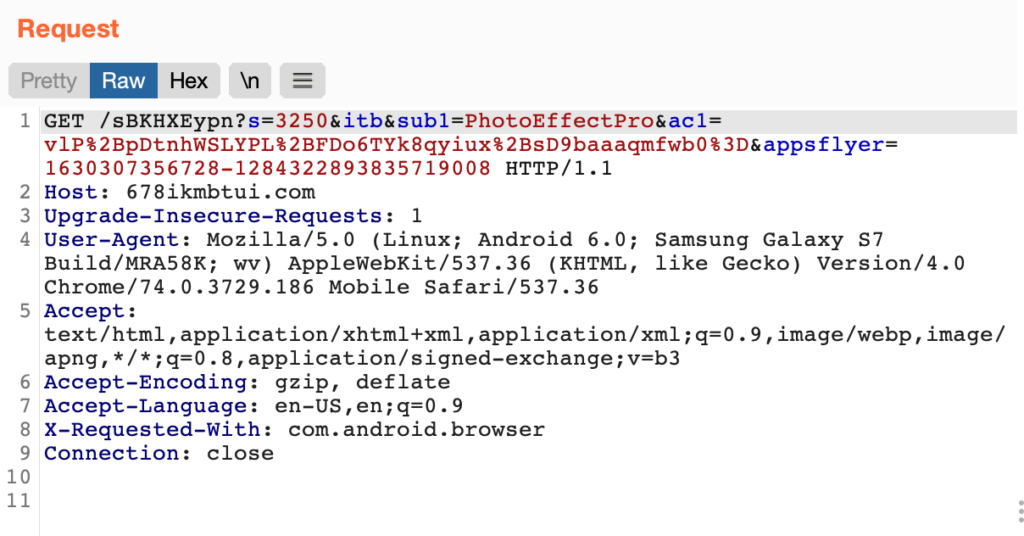 Request
Pretty Raw Hex \n ≡
1 GET /sBKHXEypn?s=3250&itb&sub1=PhotoEffectPro&ac1=
vlP%2BpDtnhWSLYPL%2BFDo6TYk8qyiux%2BsD9baaaqmfwb0%3D&appsflyer=
1630307356728-1284322893835719008 HTTP/1.1
2 Host: 678ikmbtui.com
3 Upgrade-Insecure-Requests: 1
4 User-Agent: Mozilla/5.0 (Linux; Android 6.0; Samsung Galaxy S7
Build/MRA58K; wv) AppleWebKit/537.36 (KHTML, like Gecko) Version/4.0
Chrome/74.0.3729.186 Mobile Safari/537.36
5 Accept:
text/html,application/xhtml+xml,application/xml;q=0.9,image/webp,image/
apng,*/*;q=0.8,application/signed-exchange;v=b3
6 Accept-Encoding: gzip, deflate
7 Accept-Language: en-US,en;q=0.9
8 X-Requested-With: com.android.browser
9 Connection: close
10
11